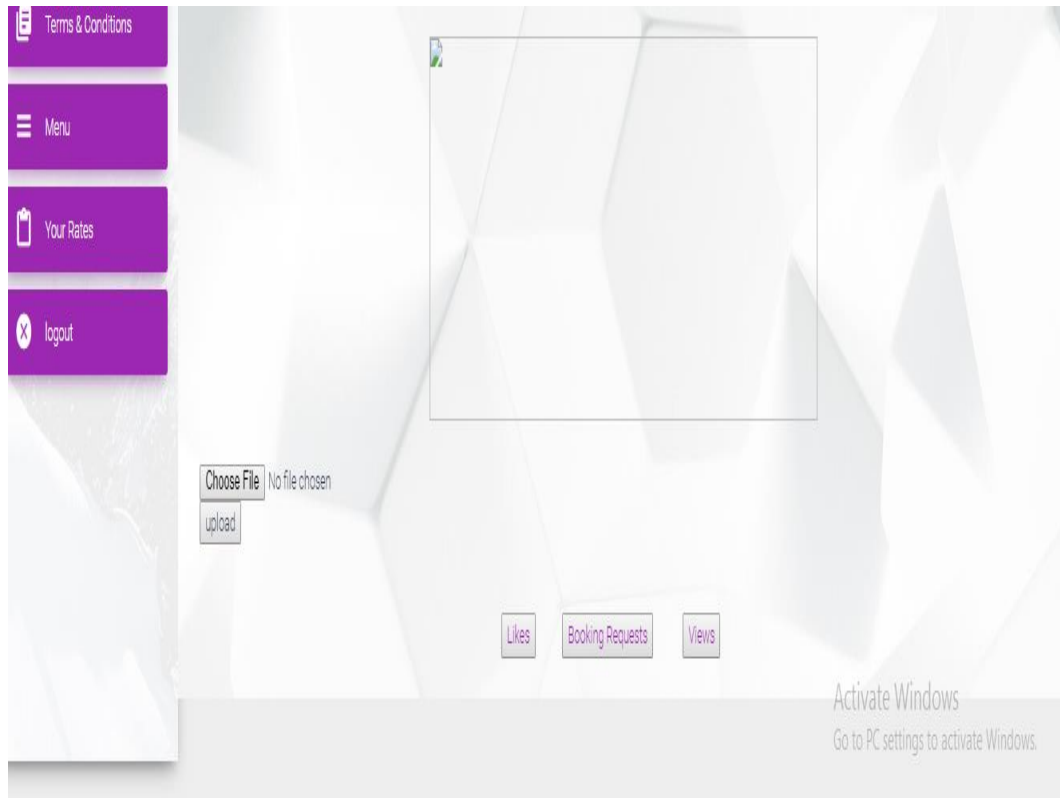 Terms & Conditions
Menu
Your Rates
logout
Choose File No file chosen
upload
Likes Booking Requests Views
Activate Windows
Go to PC settings to activate Windows.